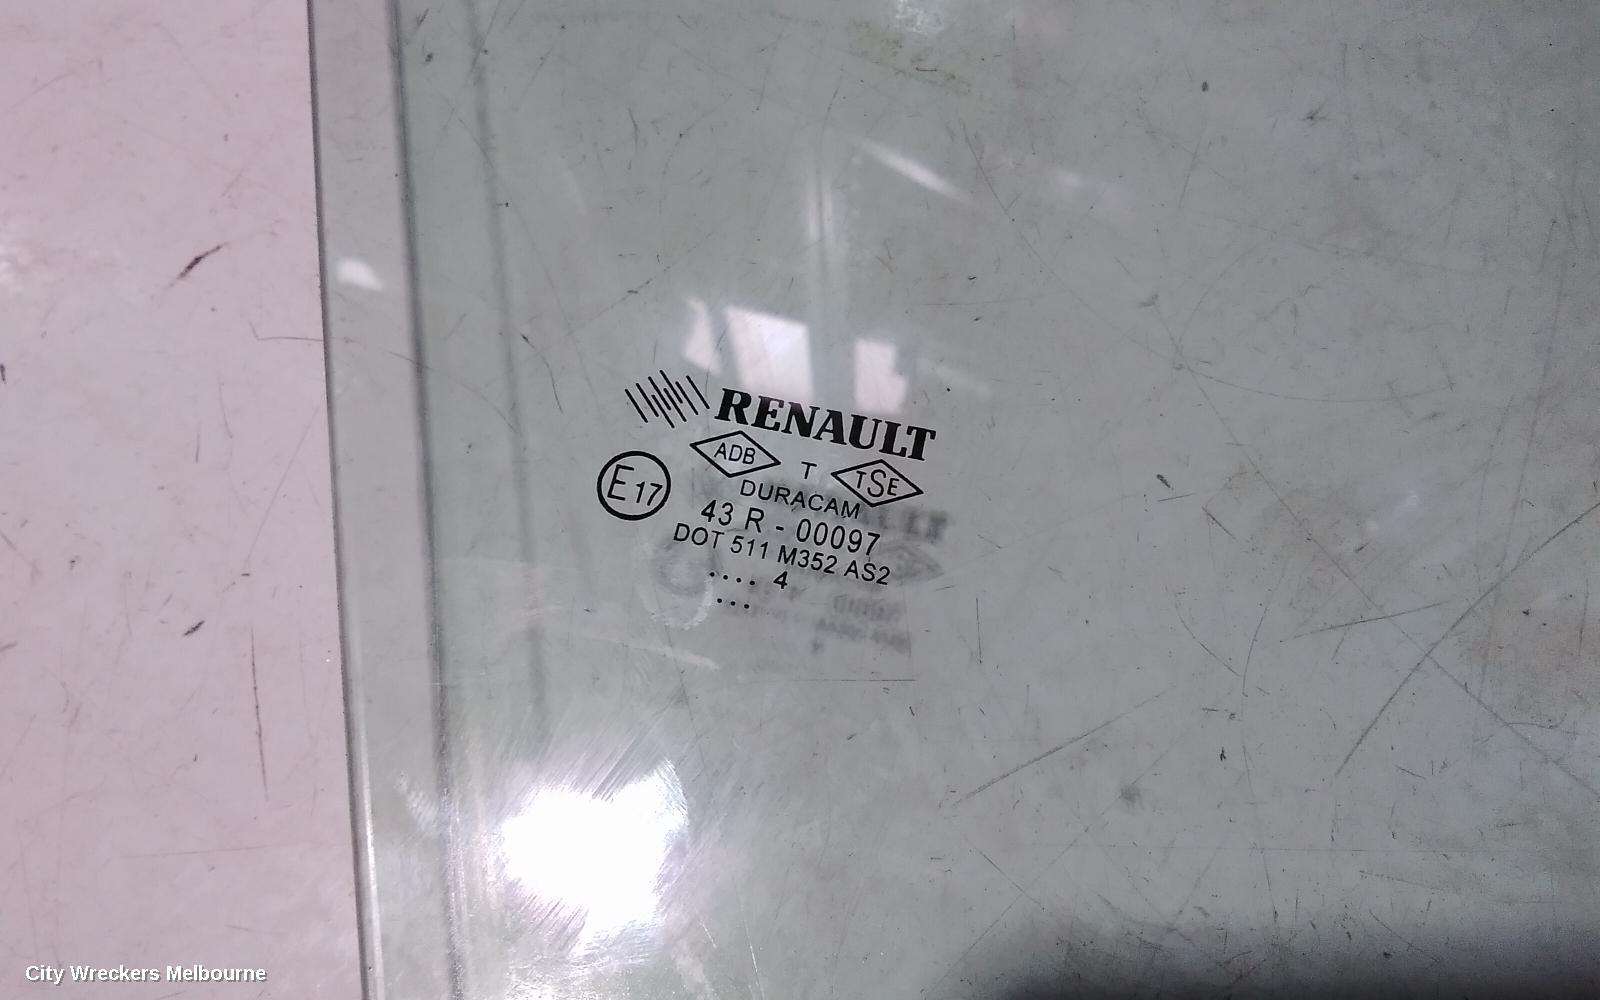 RENAULT
ADB T TSE
E17
DURACAM
43 R - 00097
DOT 511 M352 AS2
.... 4
...
City Wreckers Melbourne